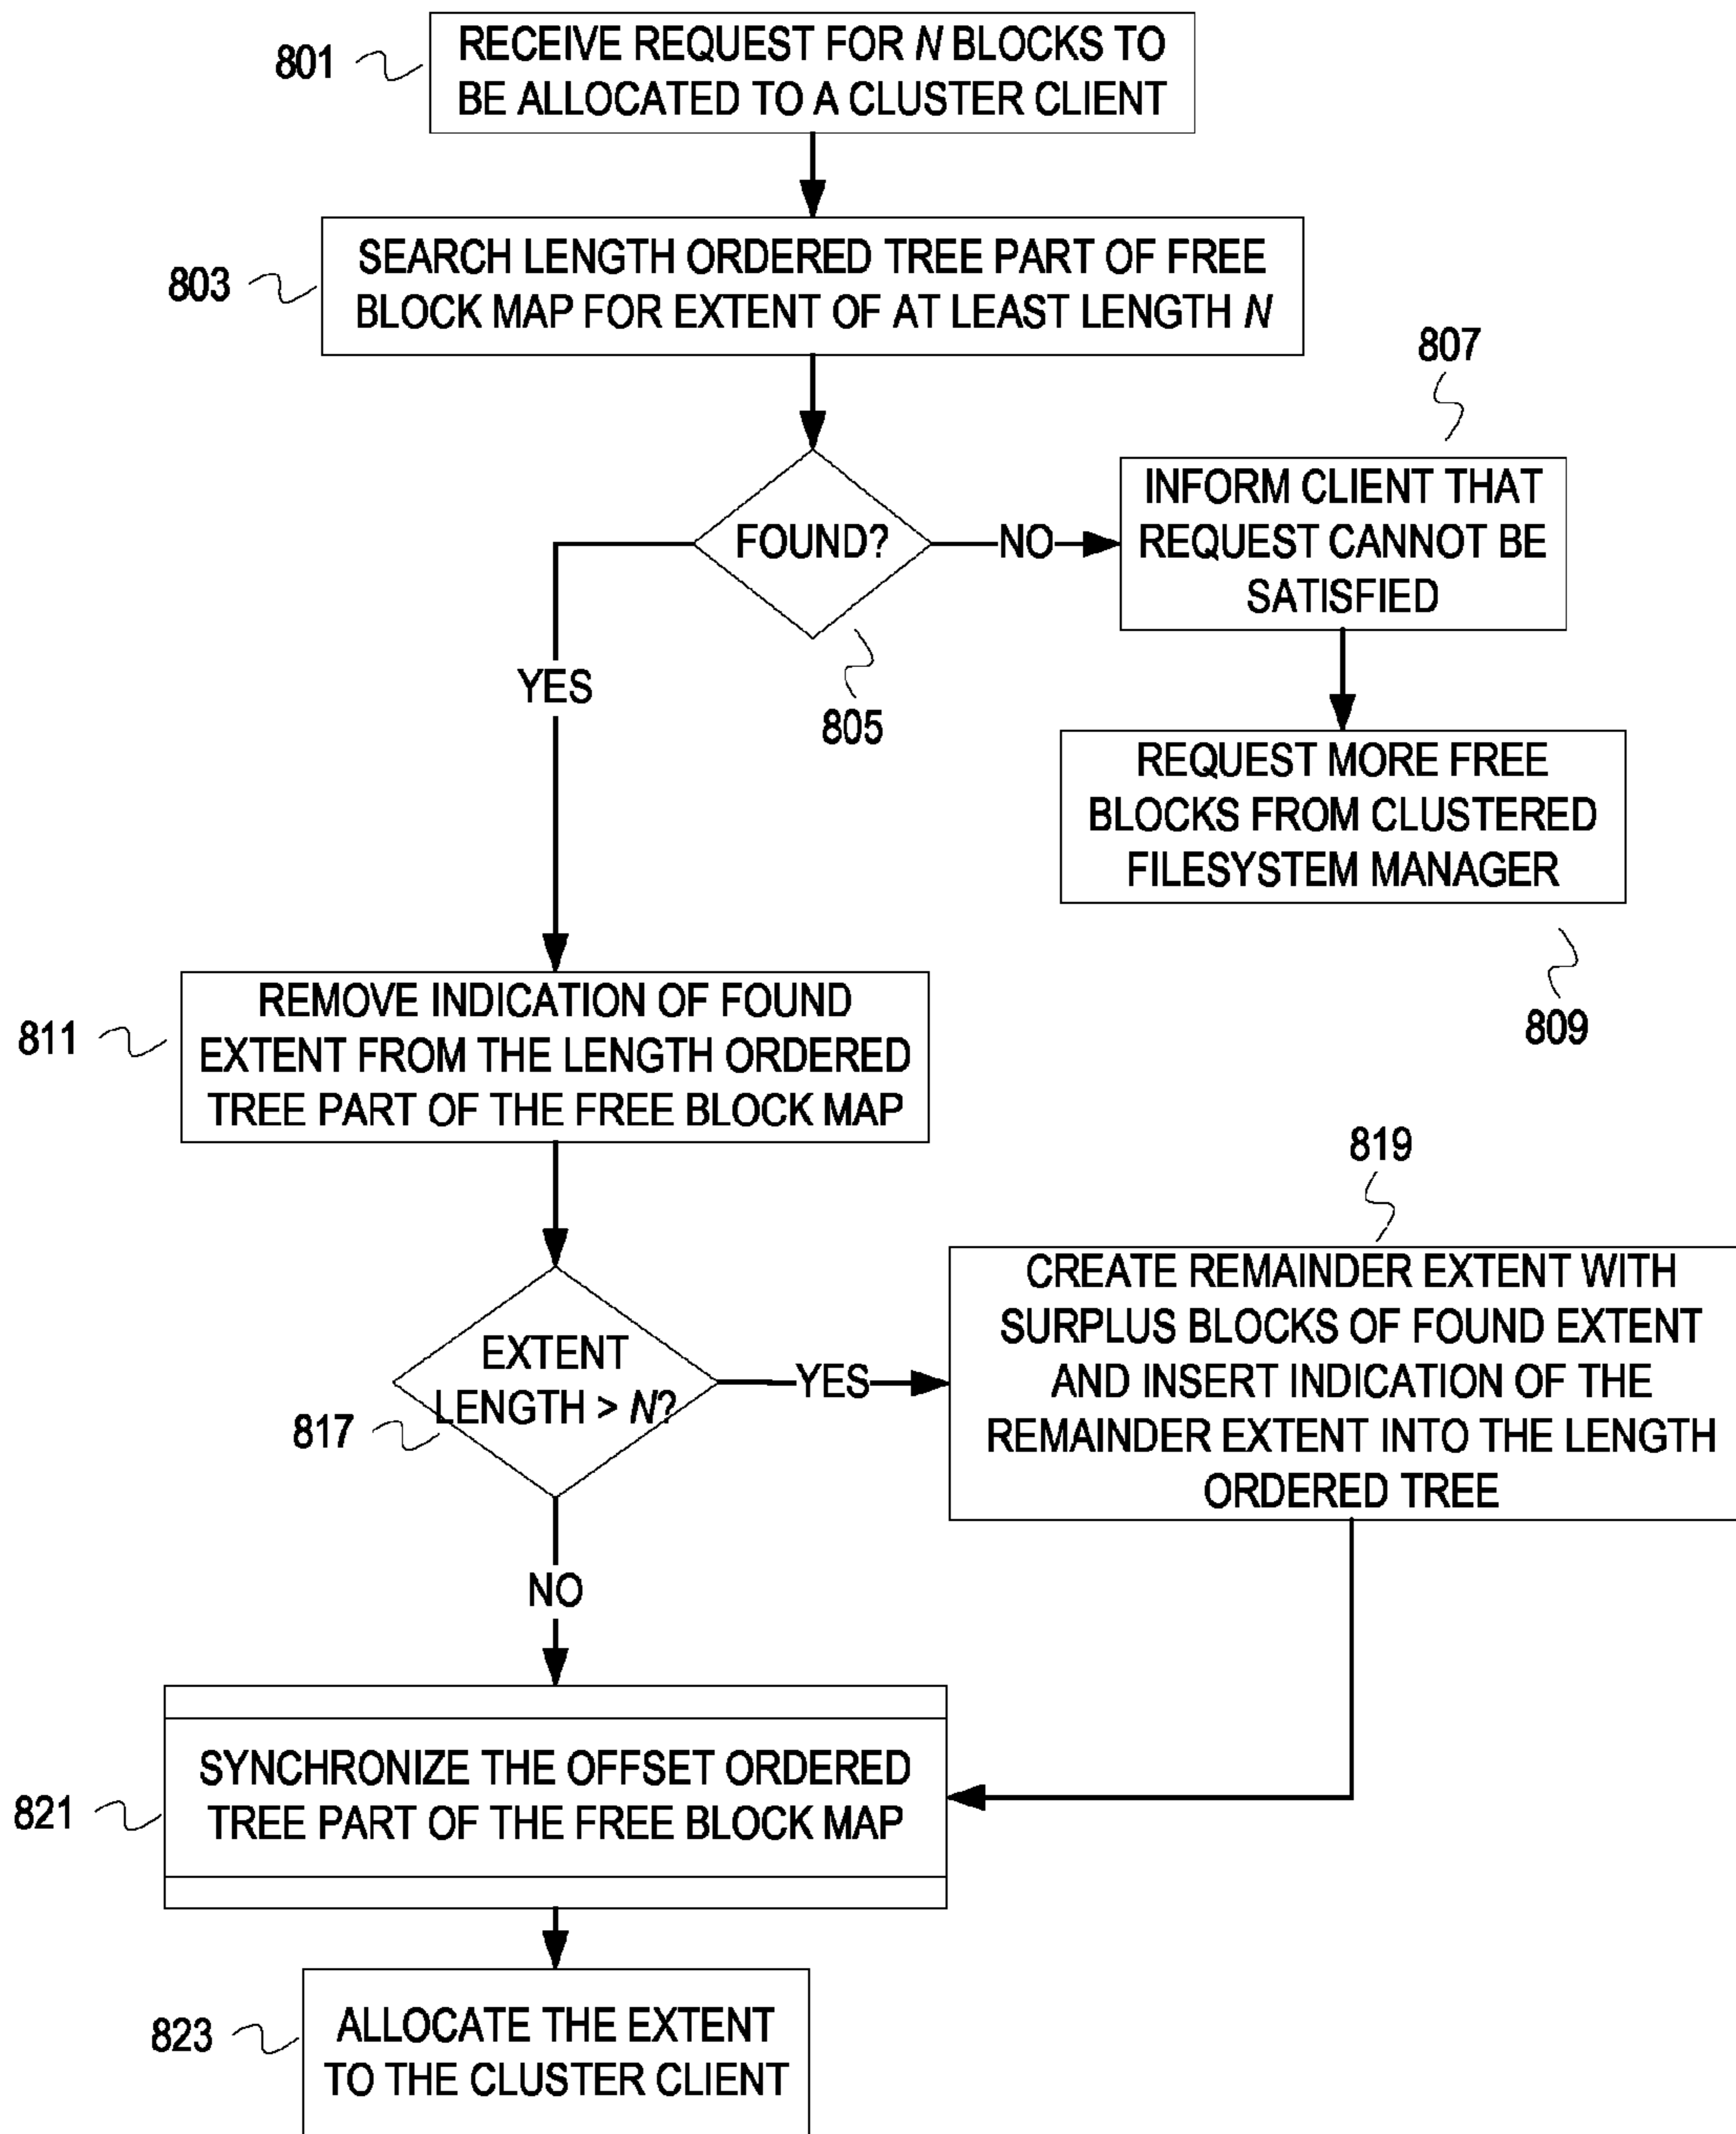 801
RECEIVE REQUEST FOR N BLOCKS TO
BE ALLOCATED TO A CLUSTER CLIENT
803
SEARCH LENGTH ORDERED TREE PART OF FREE
BLOCK MAP FOR EXTENT OF AT LEAST LENGTH N
805
FOUND?
NO
807
INFORM CLIENT THAT
REQUEST CANNOT BE
SATISFIED
REQUEST MORE FREE
BLOCKS FROM CLUSTERED
FILESYSTEM MANAGER
809
YES
811
REMOVE INDICATION OF FOUND
EXTENT FROM THE LENGTH ORDERED
TREE PART OF THE FREE BLOCK MAP
817
EXTENT
LENGTH > N?
YES
819
CREATE REMAINDER EXTENT WITH
SURPLUS BLOCKS OF FOUND EXTENT
AND INSERT INDICATION OF THE
REMAINDER EXTENT INTO THE LENGTH
ORDERED TREE
NO
821
SYNCHRONIZE THE OFFSET ORDERED
TREE PART OF THE FREE BLOCK MAP
823
ALLOCATE THE EXTENT
TO THE CLUSTER CLIENT